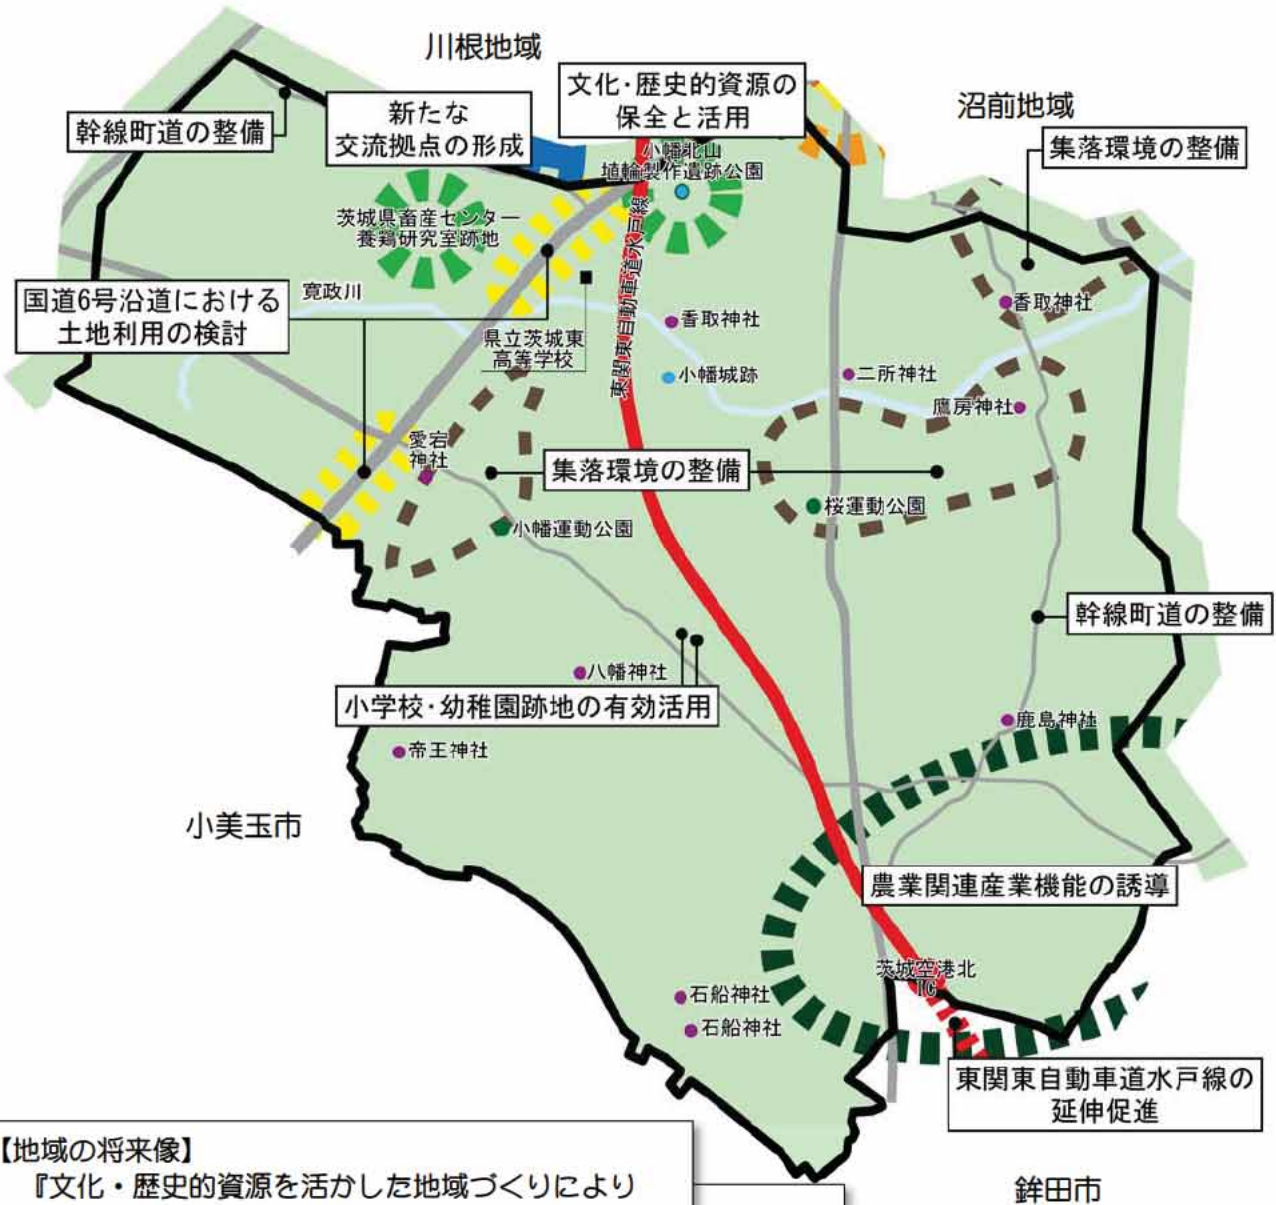 川根地域
文化・歴史的資源の
保全と活用
沼前地域
新たな
交流拠点の形成
幹線町道の整備
集落環境の整備
小幡北山
埴輪製作遺跡公園
茨城県畜産センター
養鶏研究室跡地
東関東自動車道水戸線
国道6号沿道における
土地利用の検討
寛政川
香取神社
香取神社
県立茨城東
高等学校
小幡城跡
二所神社
鷹房神社
愛宕
神社
集落環境の整備
桜運動公園
小幡運動公園
幹線町道の整備
八幡神社
小学校・幼稚園跡地の有効活用
鹿島神社
帝王神社
小美玉市
農業関連産業機能の誘導
茨城空港北
IC
石船神社
石船神社
東関東自動車道水戸線の
延伸促進
【地域の将来像】
『文化・歴史的資源を活かした地域づくりにより
鉾田市